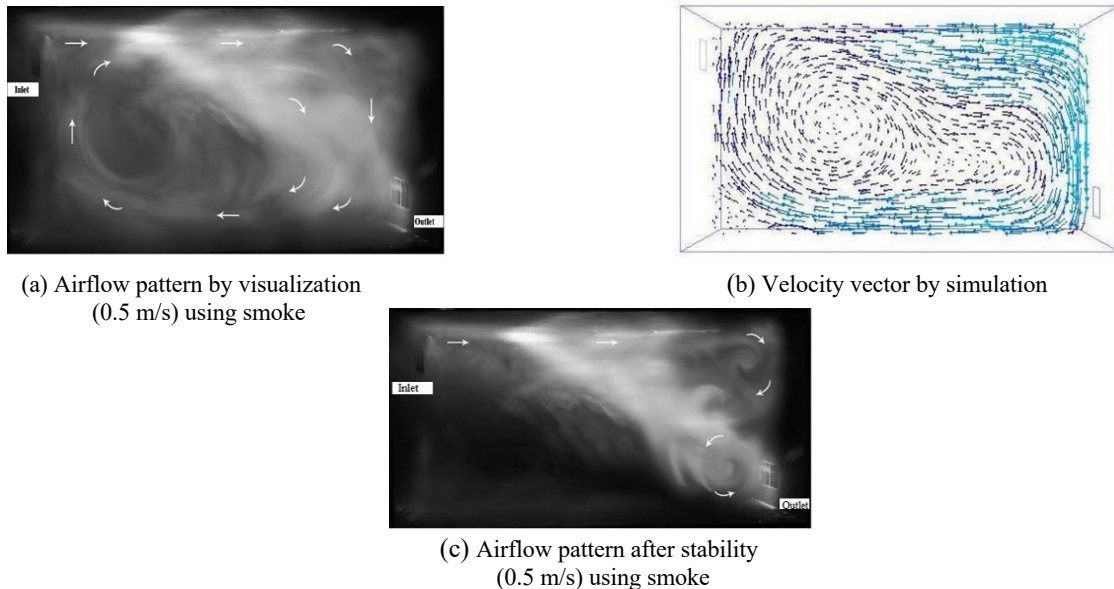 Inlet
Outlet
(a) Airflow pattern by visualization
(0.5 m/s) using smoke
(b) Velocity vector by simulation
Inlet
Outlet
(c) Airflow pattern after stability
(0.5 m/s) using smoke